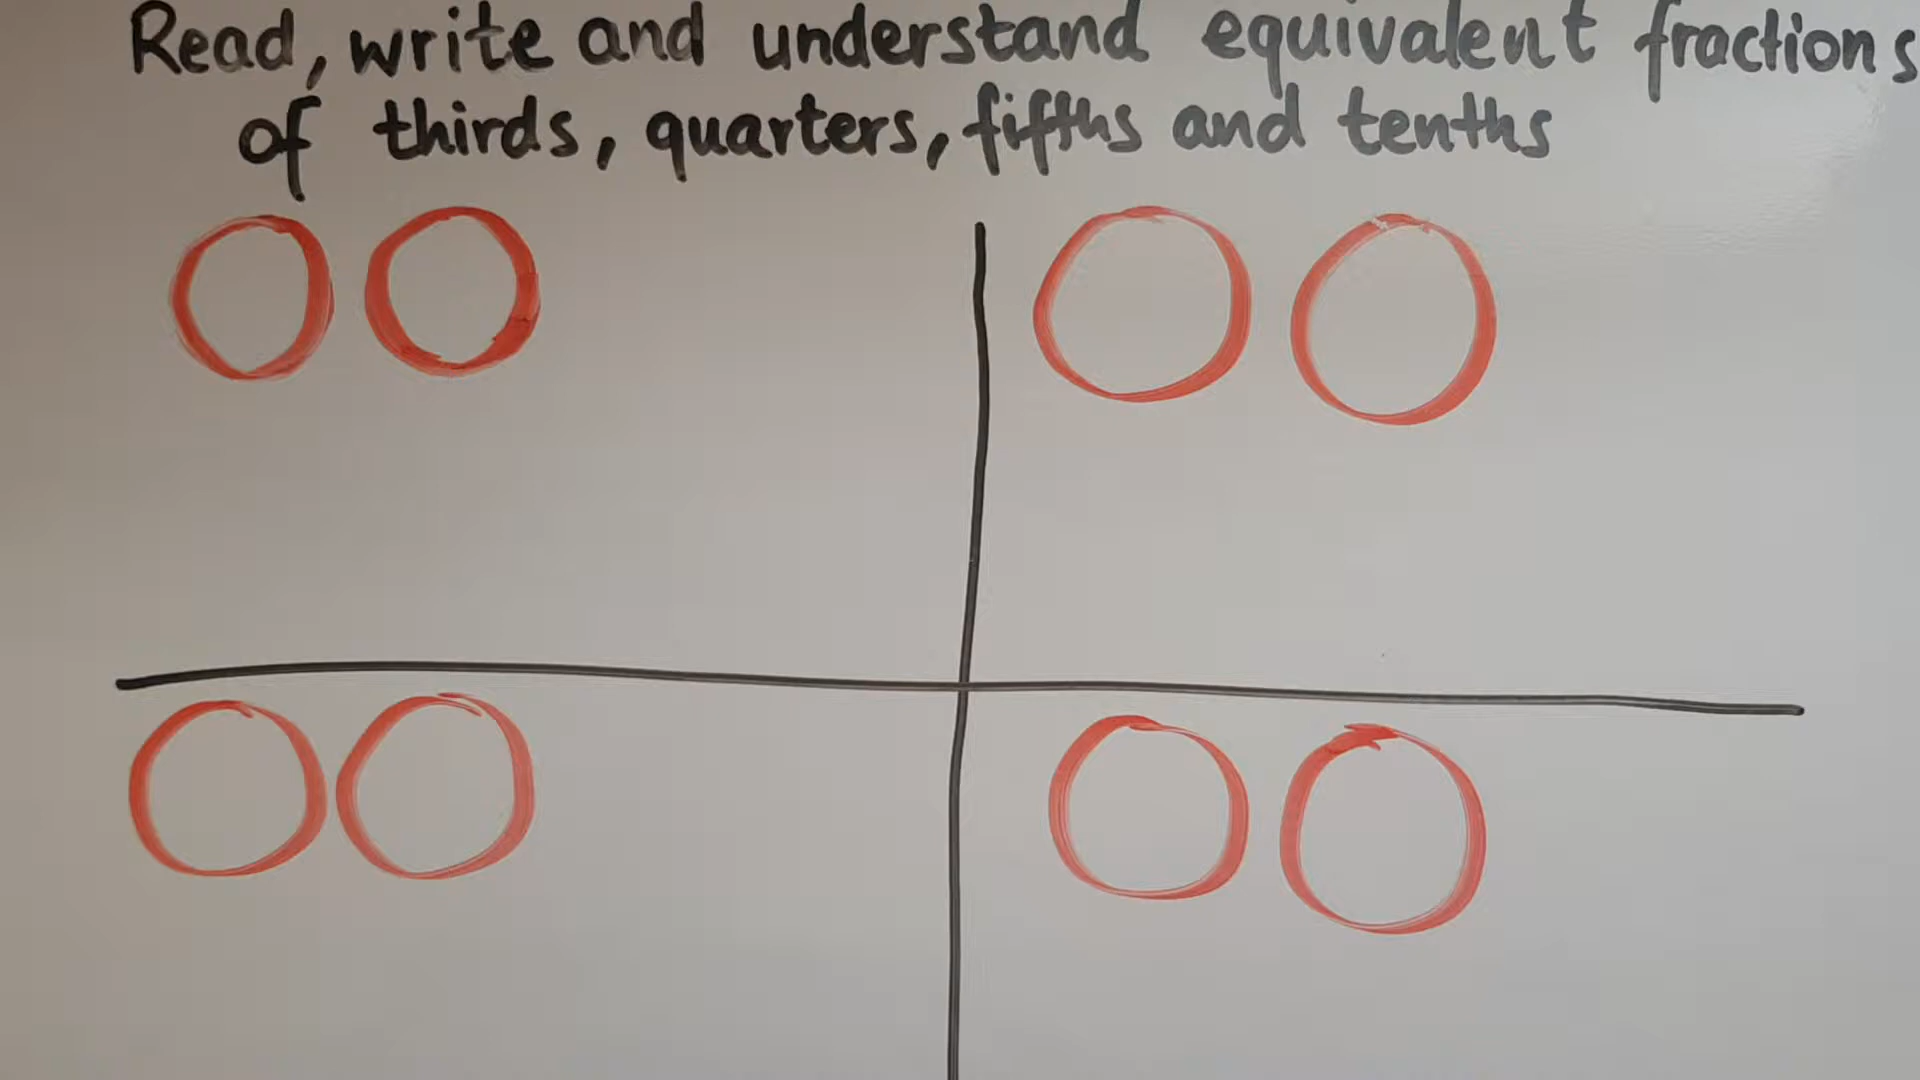 Read, write and understand equivalent fractions
of thirds, quarters, fifths and tenths